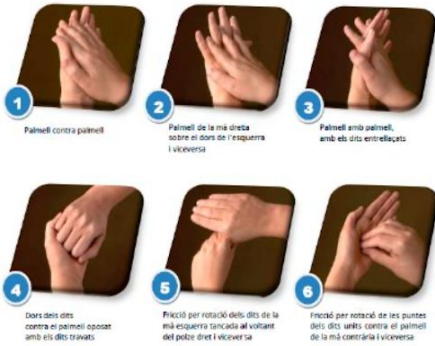 1
Palmell contra palmell
2
Palmell de la mà dreta
sobre el dors de l'esquerra
i viceversa
3
Palmell amb palmell,
amb els dits entrellaçats
4
Dors dels dits
contra el palmell oposat
amb els dits travats
5
Fricció per rotació dels dits de la
mà esquerra tancada al voltant
del polze dret i viceversa
6
Fricció per rotació de les puntes
dels dits units contra el palmell
de la mà contrària i viceversa